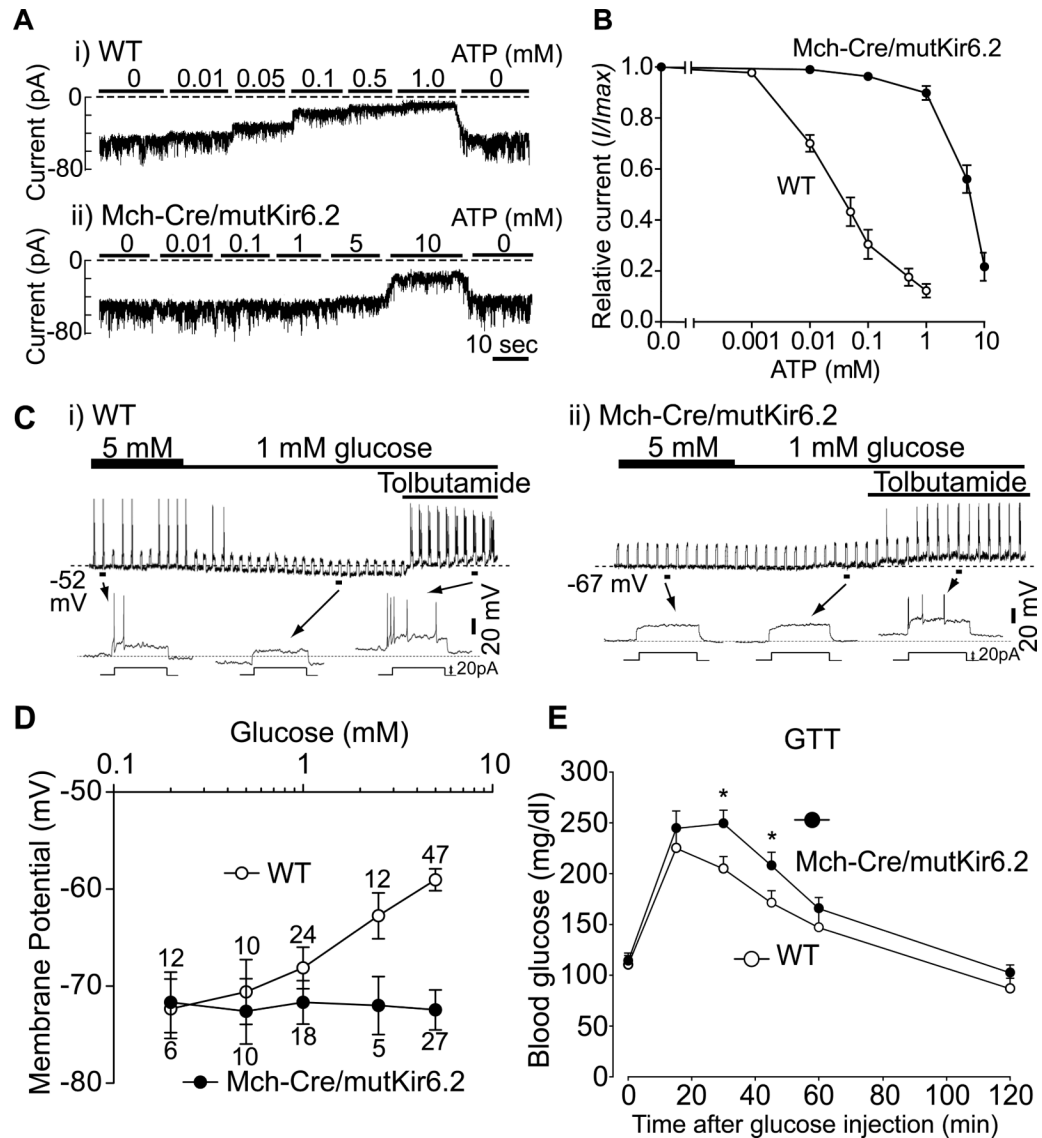 A
i) WT
ATP (mM)
0 0.01 0.05 0.1 0.5 1.0 0
Current (pA)
0
-80
ii) Mch-Cre/mutKir6.2
ATP (mM)
0 0.01 0.1 1 5 10 0
Current (pA)
0
-80
10 sec
B
Mch-Cre/mutKir6.2
WT
Relative current (I/Imax)
1.0
0.8
0.6
0.4
0.2
0.0
0.0 0.001 0.01 0.1 1 10
ATP (mM)
C
i) WT
5 mM 1 mM glucose
Tolbutamide
-52
mV
20 mV
20pA
ii) Mch-Cre/mutKir6.2
5 mM 1 mM glucose
Tolbutamide
-67 mV
20 mV
20pA
D
Glucose (mM)
0.1 1 10
Membrane Potential (mV)
-50
-60
-70
-80
WT
12 10 24 12 47
6 10 18 5 27
Mch-Cre/mutKir6.2
E
GTT
Blood glucose (mg/dl)
300
250
200
150
100
50
0
* *
Mch-Cre/mutKir6.2
WT
0 20 40 60 80 100 120
Time after glucose injection (min)